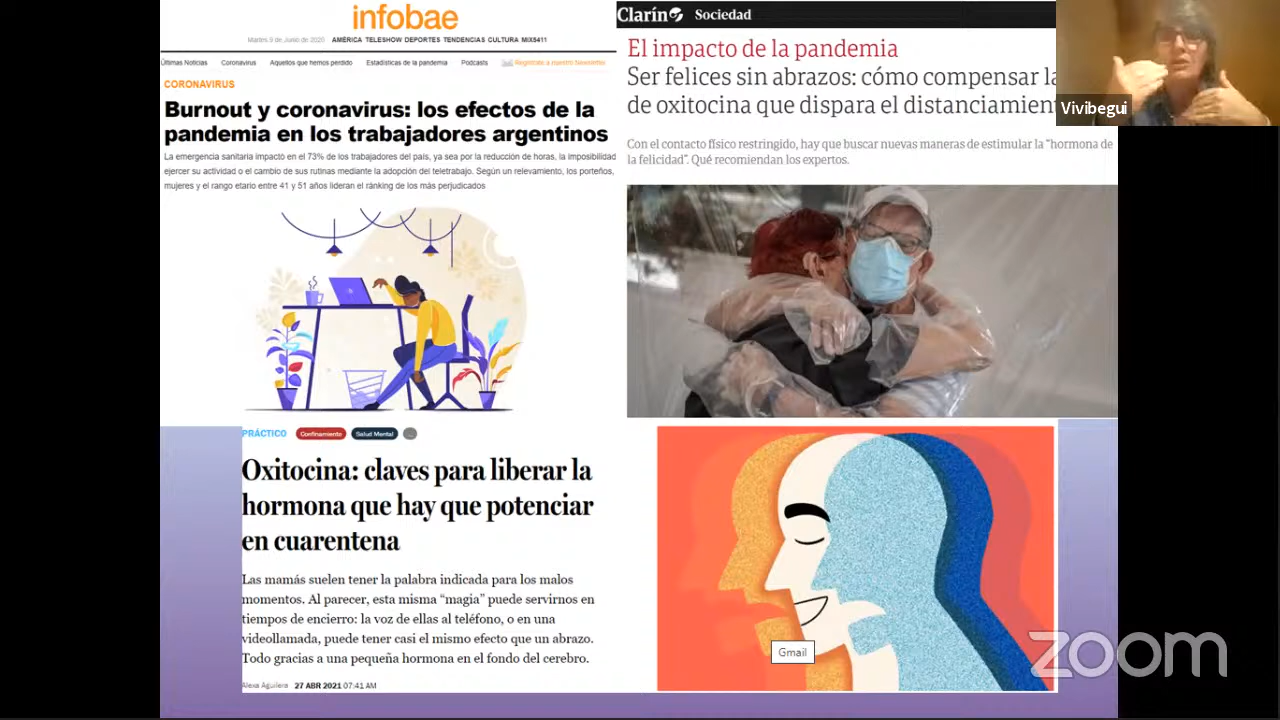 infobae
Martes 9 de Junio de 2020 AMÉRICA TELESHOW DEPORTES TENDENCIAS CULTURA MIX5411
Últimas Noticias Coronavirus Aquellos que hemos perdido Estadísticas de la pandemia Podcasts Regístrate a nuestro Newsletter
CORONAVIRUS
Burnout y coronavirus: los efectos de la
pandemia en los trabajadores argentinos
La emergencia sanitaria impactó en el 73% de los trabajadores del país, ya sea por la reducción de horas, la imposibilidad
ejercer su actividad o el cambio de sus rutinas mediante la adopción del teletrabajo. Según un relevamiento, los porteños,
mujeres y el rango etario entre 41 y 51 años lideran el ránking de los más perjudicados
Clarín Sociedad
El impacto de la pandemia
Ser felices sin abrazos: cómo compensar la
de oxitocina que dispara el distanciamien
Con el contacto físico restringido, hay que buscar nuevas maneras de estimular la "hormona de
la felicidad". Qué recomiendan los expertos.
Vivibegui
PRÁCTICO Confinamiento Salud Mental ...
Oxitocina: claves para liberar la
hormona que hay que potenciar
en cuarentena
Las mamás suelen tener la palabra indicada para los malos
momentos. Al parecer, esta misma “magia” puede servirnos en
tiempos de encierro: la voz de ellas al teléfono, o en una
videollamada, puede tener casi el mismo efecto que un abrazo.
Todo gracias a una pequeña hormona en el fondo del cerebro.
Alexa Aguilera 27 ABR 2021 07:41 AM
Gmail
zoom